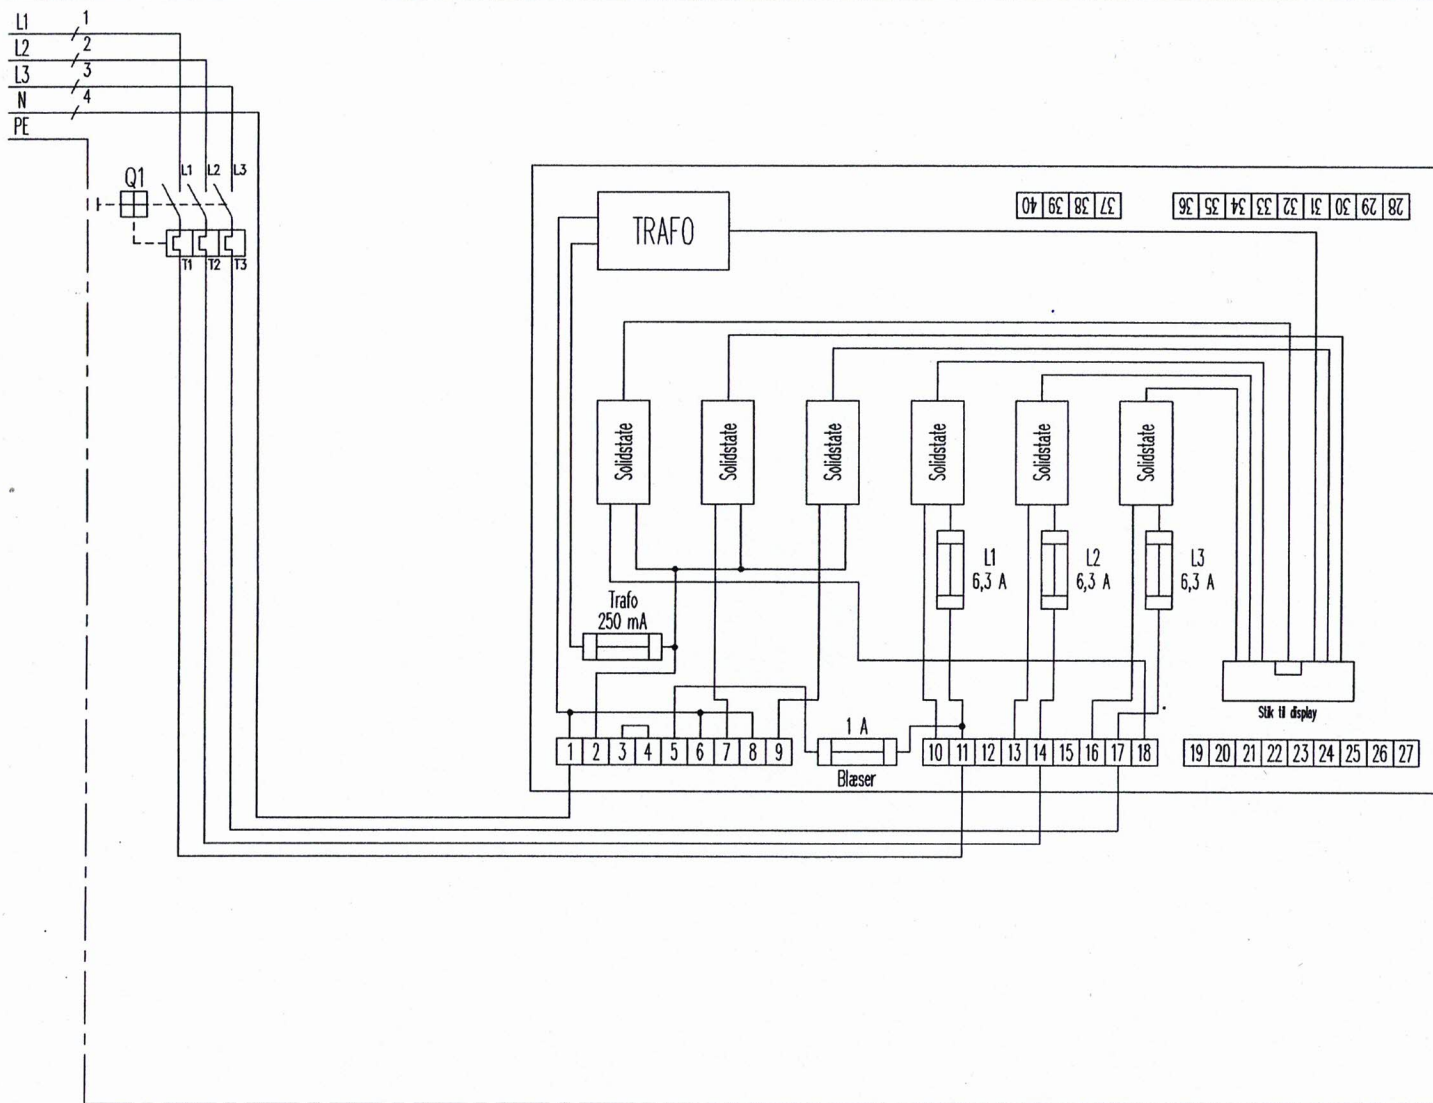 L1 1
L2 2
L3 3
N 4
PE
Q1 L1 L2 L3
T1 T2 T3
TRAFO
40 39 38 37
36 35 34 33 32 31 30 29 28
Solidstate Solidstate Solidstate Solidstate Solidstate Solidstate
L1
6,3 A
L2
6,3 A
L3
6,3 A
Trafo
250 mA
Stik til display
1 2 3 4 5 6 7 8 9
1 A
Blæser
10 11 12 13 14 15 16 17 18
19 20 21 22 23 24 25 26 27